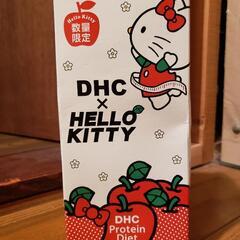 Hello Kitty
数量
限定
DHC
×
HELLO
KITTY
DHC
Protein
Diet